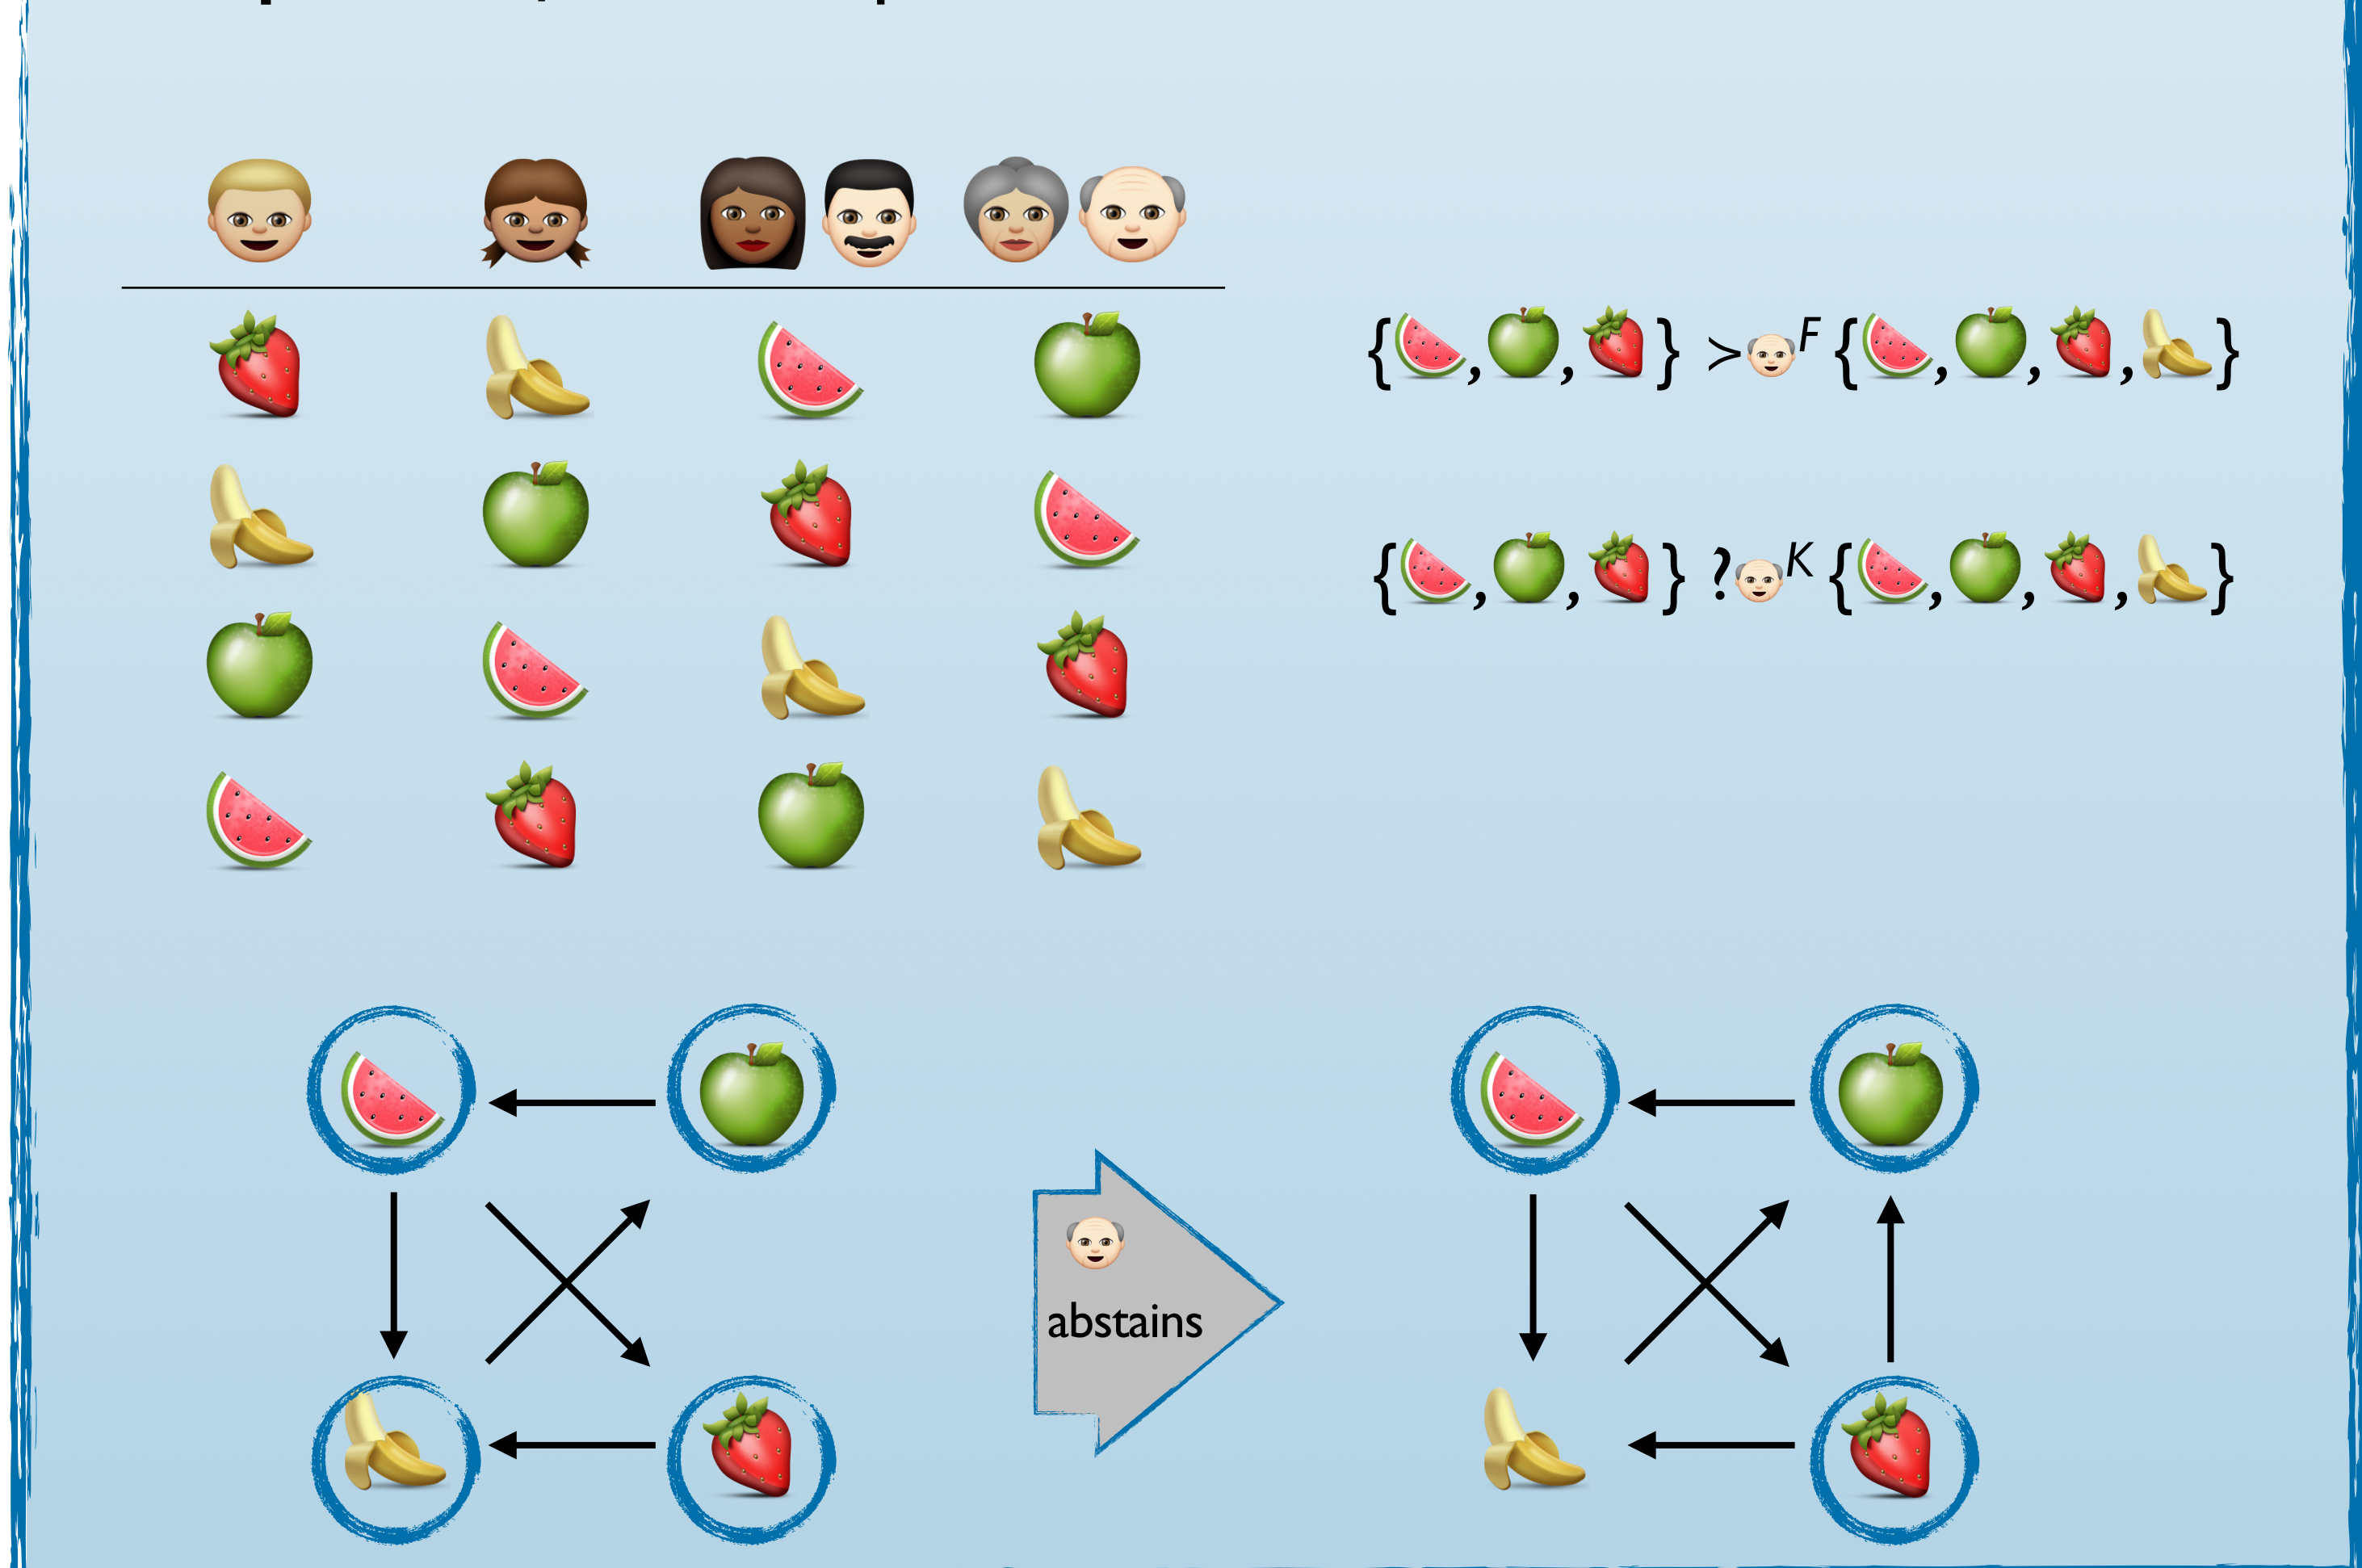 {🍉, 🍏, 🍓} ≻👴F {🍉, 🍏, 🍓, 🍌}
{🍉, 🍏, 🍓} ?👴K {🍉, 🍏, 🍓, 🍌}
abstains